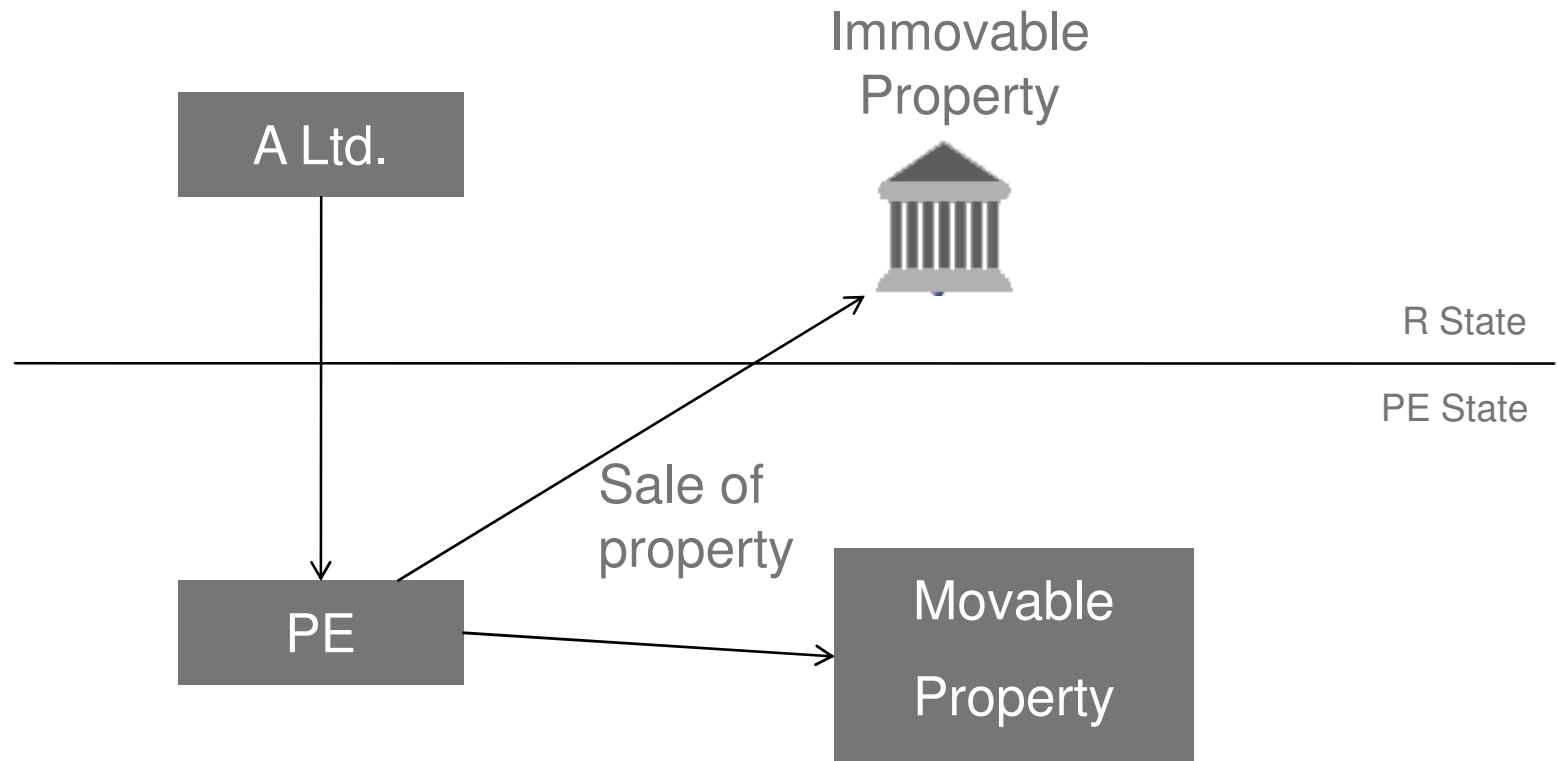 Immovable
Property
A Ltd.
R State
PE State
Sale of
property
PE
Movable
Property